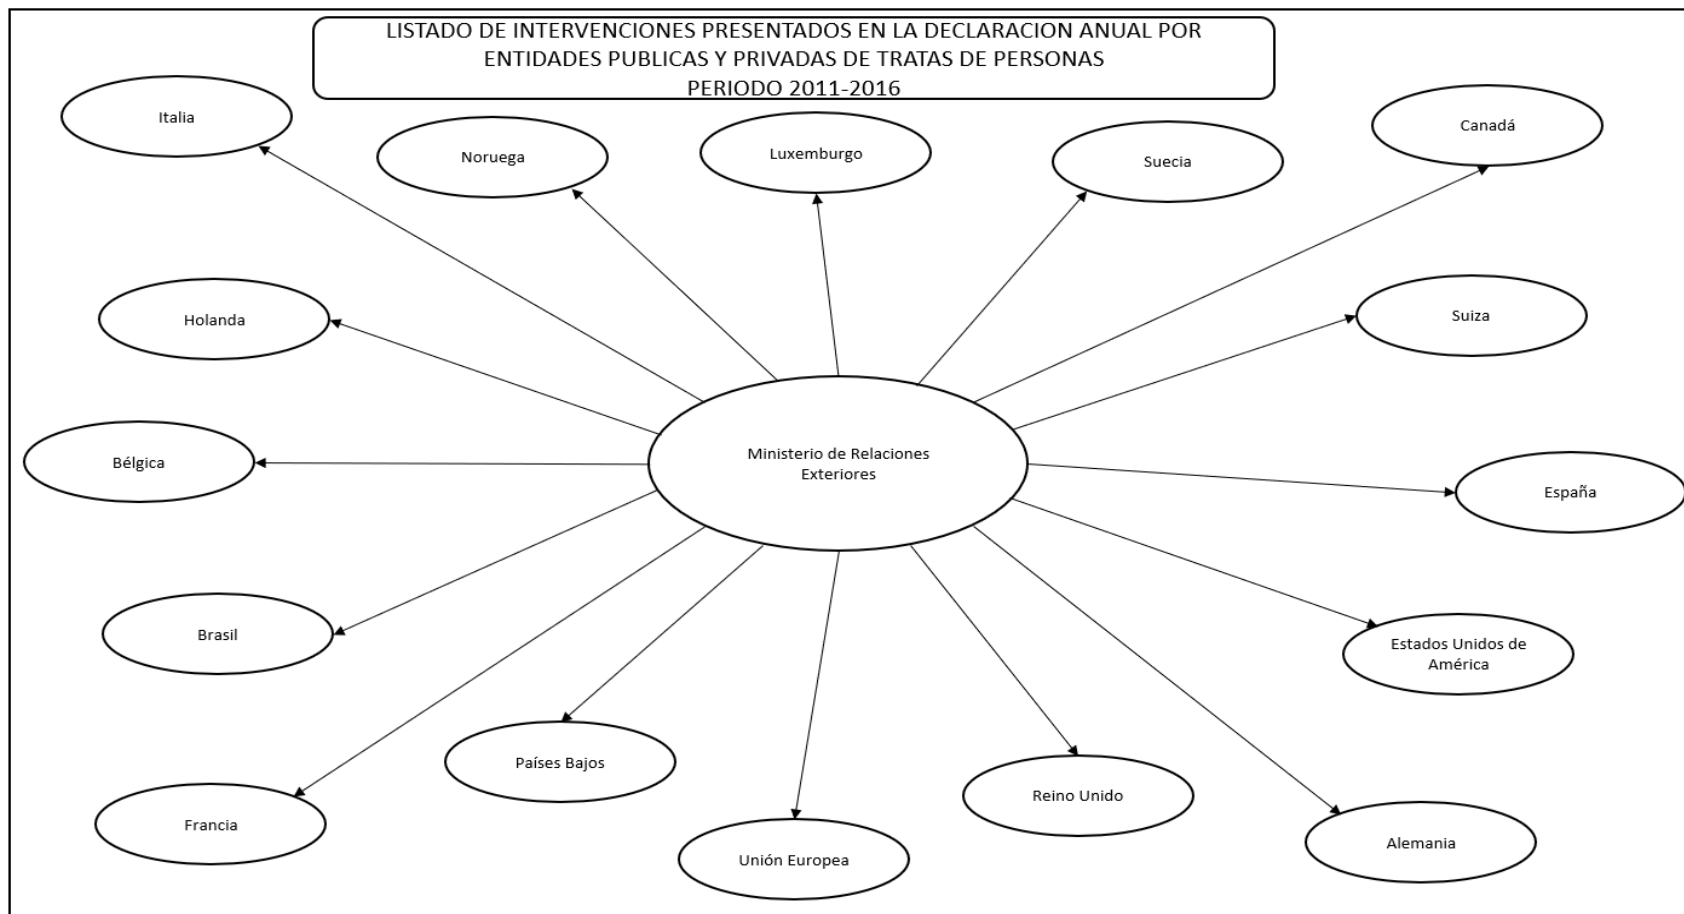 LISTADO DE INTERVENCIONES PRESENTADOS EN LA DECLARACION ANUAL POR
ENTIDADES PUBLICAS Y PRIVADAS DE TRATAS DE PERSONAS
PERIODO 2011-2016
Italia
Noruega
Luxemburgo
Suecia
Canadá
Holanda
Suiza
Bélgica
Ministerio de Relaciones
Exteriores
España
Brasil
Estados Unidos de
América
Países Bajos
Reino Unido
Francia
Unión Europea
Alemania